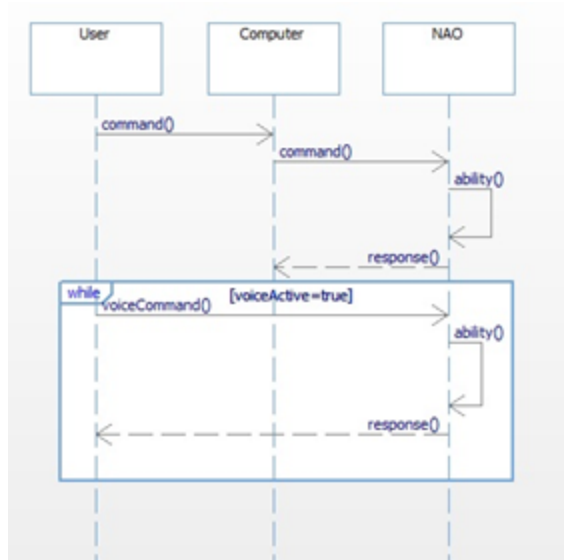 User
Computer
NAO
command()
command()
ability()
response()
while
[voiceActive=true]
voiceCommand()
ability()
response()